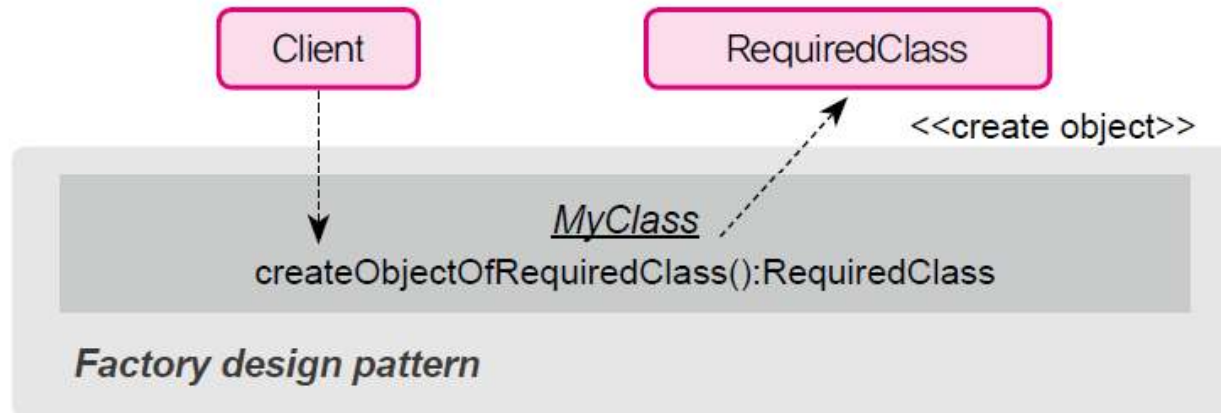 Client
RequiredClass
<<create object>>
MyClass
createObjectOfRequiredClass():RequiredClass
Factory design pattern